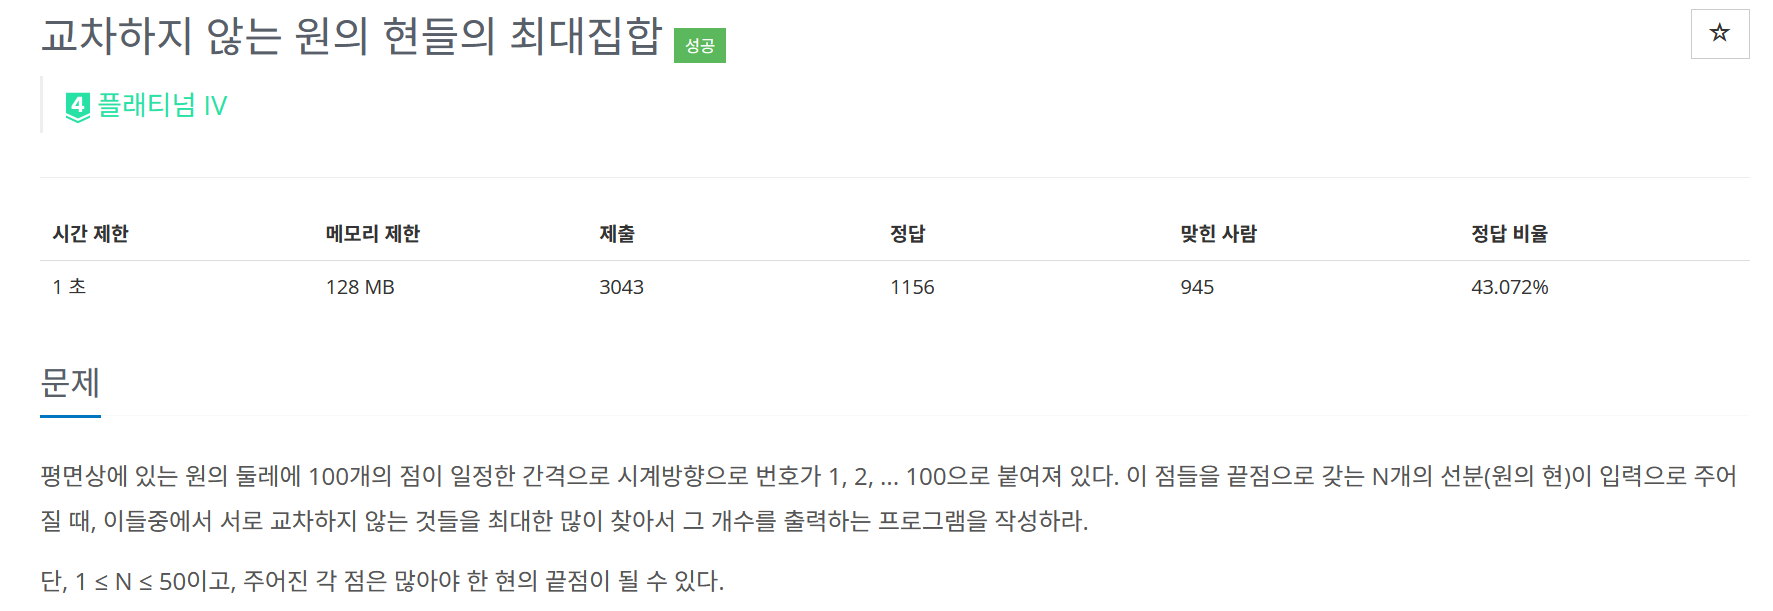 교차하지 않는 원의 현들의 최대집합 성공
☆
4 플래티넘 IV
시간 제한 메모리 제한 제출 정답 맞힌 사람 정답 비율
1 초 128 MB 3043 1156 945 43.072%
문제
평면상에 있는 원의 둘레에 100개의 점이 일정한 간격으로 시계방향으로 번호가 1, 2, ... 100으로 붙여져 있다. 이 점들을 끝점으로 갖는 N개의 선분(원의 현)이 입력으로 주어
질 때, 이들중에서 서로 교차하지 않는 것들을 최대한 많이 찾아서 그 개수를 출력하는 프로그램을 작성하라.
단, 1 ≤ N ≤ 50이고, 주어진 각 점은 많아야 한 현의 끝점이 될 수 있다.